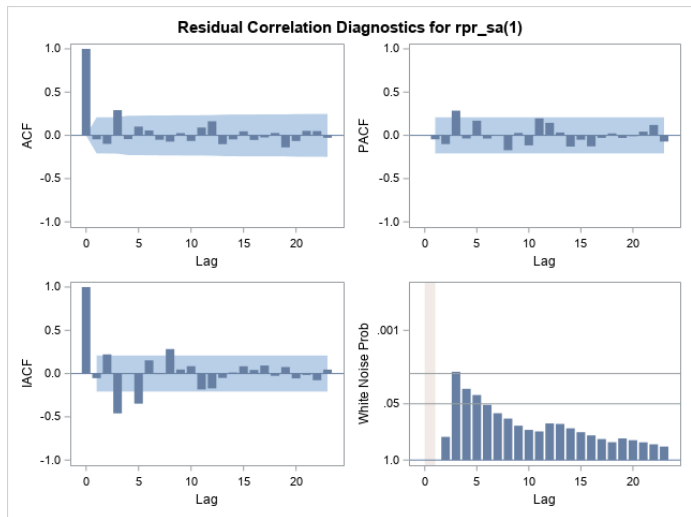 Residual Correlation Diagnostics for rpr_sa(1)
1.0
0.5
0.0
-0.5
-1.0
ACF
0 5 10 15 20
Lag
1.0
0.5
0.0
-0.5
-1.0
PACF
0 5 10 15 20
Lag
1.0
0.5
0.0
-0.5
-1.0
IACF
0 5 10 15 20
Lag
.001
.05
1.0
White Noise Prob
0 5 10 15 20
Lag